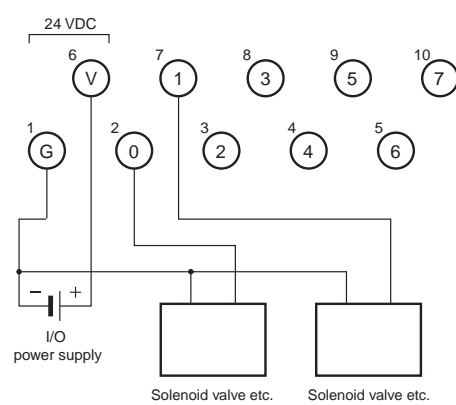 24 VDC
6 7 8 9 10
V 1 3 5 7
1 2 3 4 5
G 0 2 4 6
− +
I/O
power supply
Solenoid valve etc. Solenoid valve etc.